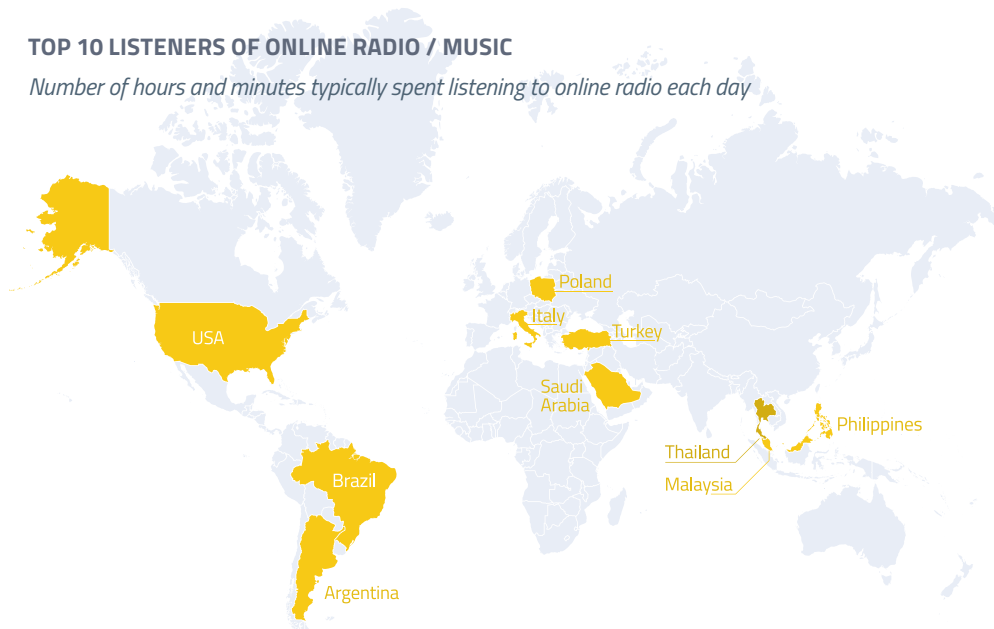 TOP 10 LISTENERS OF ONLINE RADIO / MUSIC
Number of hours and minutes typically spent listening to online radio each day
Poland
Italy
Turkey
USA
Saudi
Arabia
Philippines
Thailand
Malaysia
Brazil
Argentina